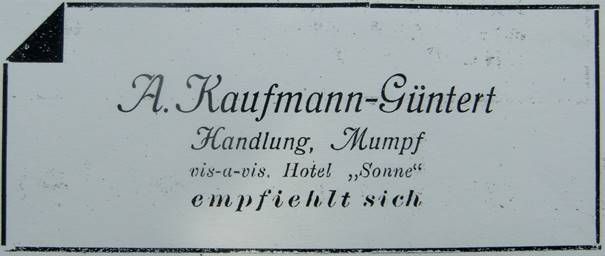 A. Kaufmann-Güntert
Handlung, Mumpf
vis-a-vis. Hotel „Sonne“
empfiehlt sich